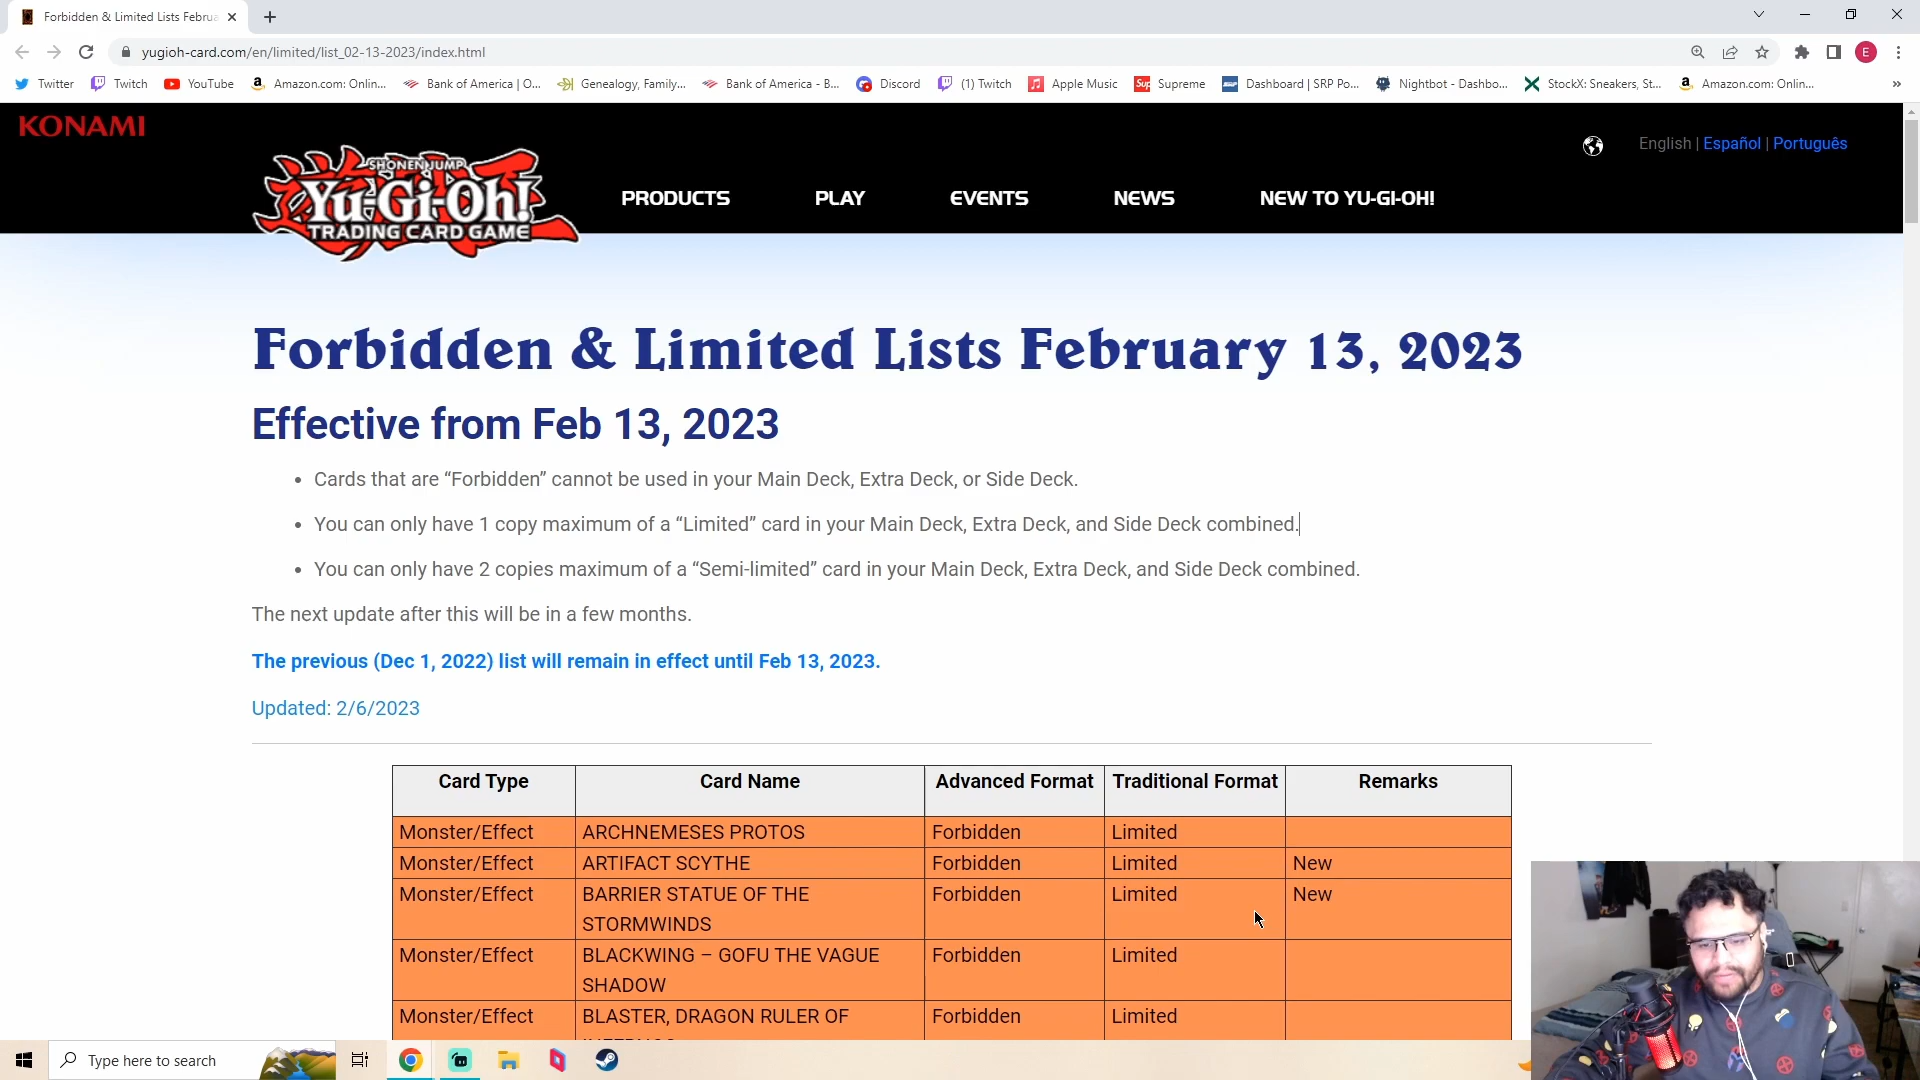 Forbidden & Limited Lists Februa
yugioh-card.com/en/limited/list_02-13-2023/index.html
E
Twitter
Twitch
YouTube
Amazon.com: Onlin...
Bank of America | O...
Genealogy, Family...
Bank of America - B...
Discord
(1) Twitch
Apple Music
Sup
Supreme
Dashboard | SRP Po...
Nightbot - Dashbo...
StockX: Sneakers, St...
Amazon.com: Onlin...
KONAMI
English | Español | Português
SHONEN JUMP
Yu-Gi-Oh!
TRADING CARD GAME
PRODUCTS
PLAY
EVENTS
NEWS
NEW TO YU-GI-OH!
Forbidden & Limited Lists February 13, 2023
Effective from Feb 13, 2023
• Cards that are “Forbidden” cannot be used in your Main Deck, Extra Deck, or Side Deck.
• You can only have 1 copy maximum of a “Limited” card in your Main Deck, Extra Deck, and Side Deck combined.
• You can only have 2 copies maximum of a “Semi-limited” card in your Main Deck, Extra Deck, and Side Deck combined.
The next update after this will be in a few months.
The previous (Dec 1, 2022) list will remain in effect until Feb 13, 2023.
Updated: 2/6/2023
Card Type Card Name Advanced Format Traditional Format Remarks
Monster/Effect ARCHNEMESES PROTOS Forbidden Limited
Monster/Effect ARTIFACT SCYTHE Forbidden Limited New
Monster/Effect BARRIER STATUE OF THE Forbidden Limited New
STORMWINDS
Monster/Effect BLACKWING – GOFU THE VAGUE Forbidden Limited
SHADOW
Monster/Effect BLASTER, DRAGON RULER OF Forbidden Limited
Type here to search